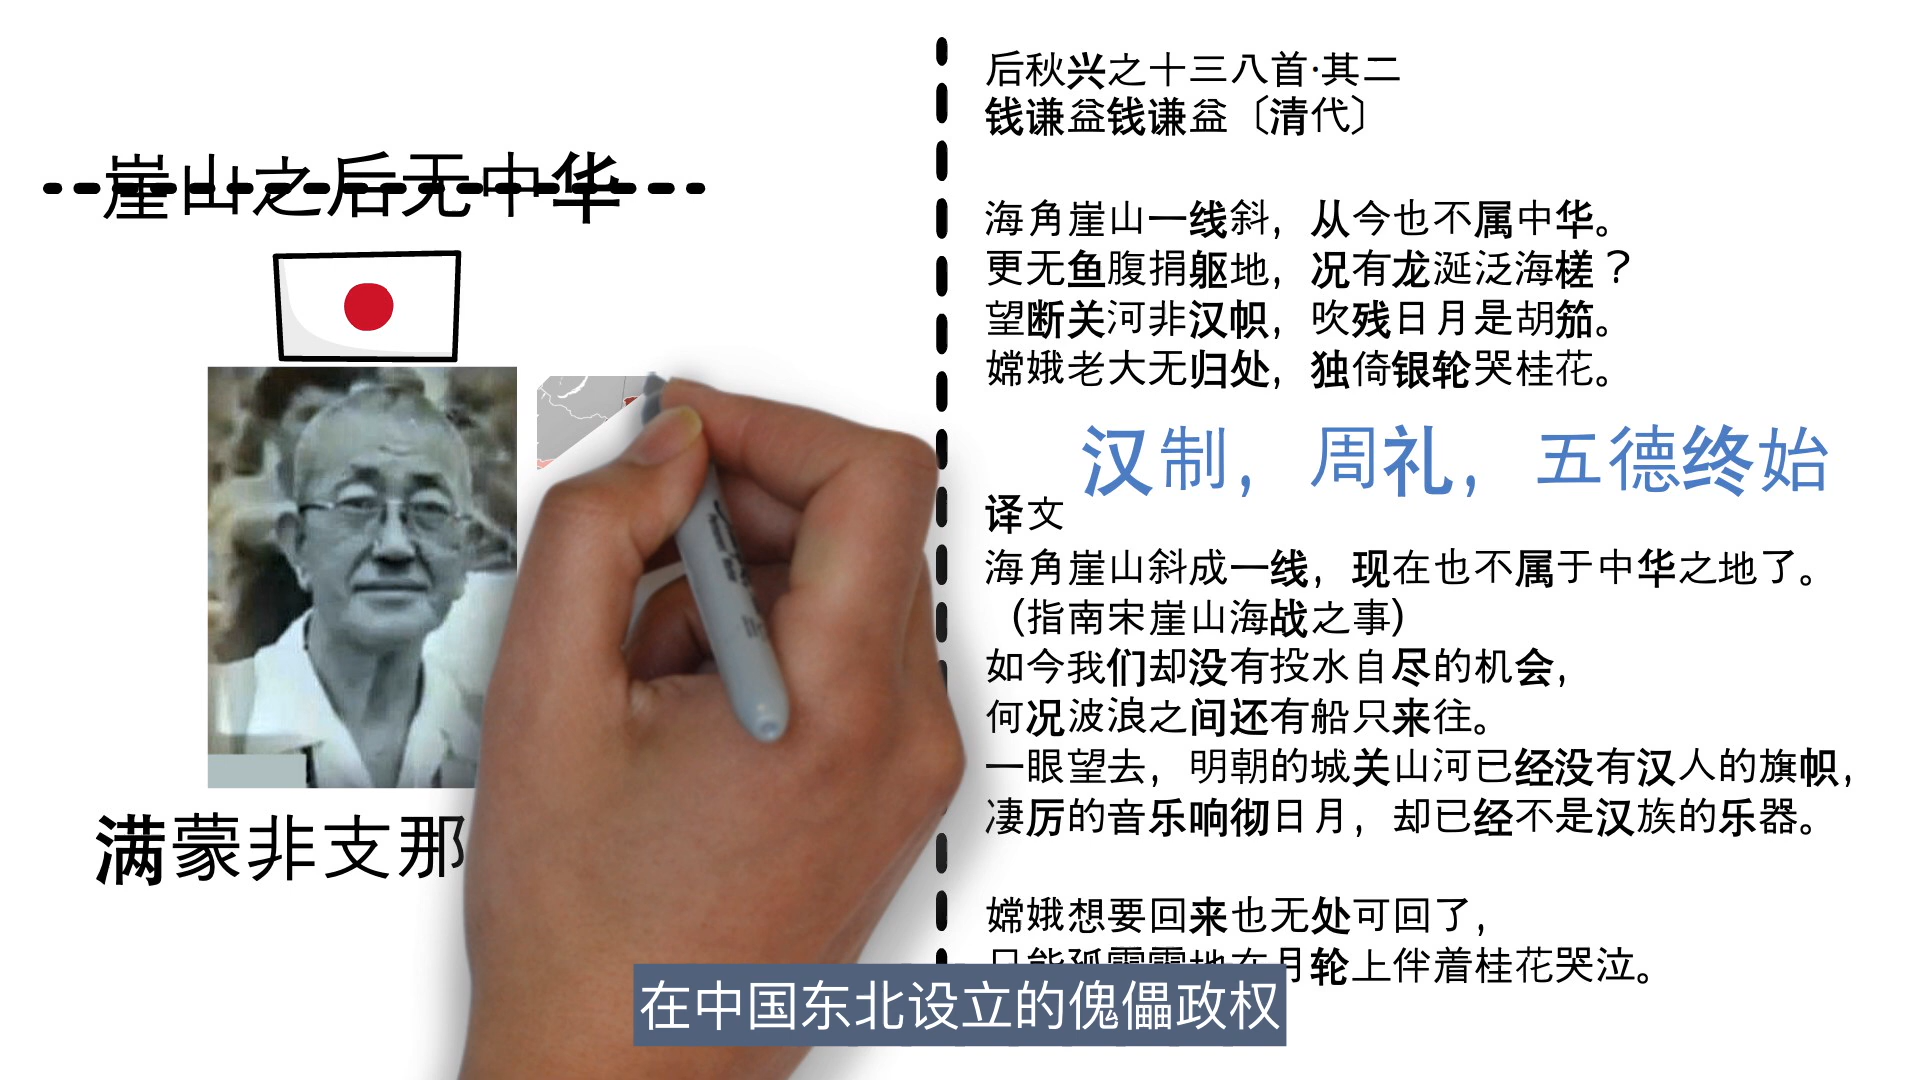 崖山之后无中华
满蒙非支那
后秋兴之十三八首·其二
钱谦益钱谦益〔清代〕
海角崖山一线斜，从今也不属中华。
更无鱼腹捐躯地，况有龙涎泛海槎？
望断关河非汉帜，吹残日月是胡笳。
嫦娥老大无归处，独倚银轮哭桂花。
汉制，周礼，五德终始
译文
海角崖山斜成一线，现在也不属于中华之地了。
（指南宋崖山海战之事）
如今我们却没有投水自尽的机会，
何况波浪之间还有船只来往。
一眼望去，明朝的城关山河已经没有汉人的旗帜，
凄厉的音乐响彻日月，却已经不是汉族的乐器。
嫦娥想要回来也无处可回了，
只能孤零零地在月轮上伴着桂花哭泣。
在中国东北设立的傀儡政权